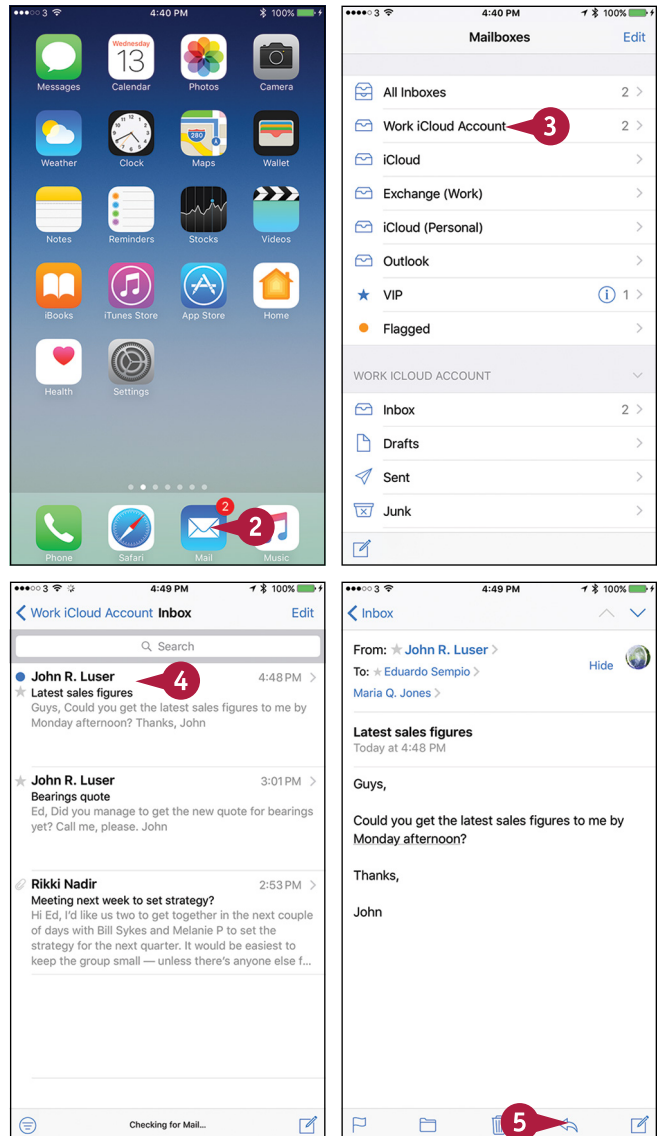 3 4:40 PM 100%
Wednesday
13
280
Messages Calendar Photos Camera
Weather Clock Maps Wallet
Notes Reminders Stocks Videos
iBooks iTunes Store App Store Home
Health Settings
2
2
Phone Safari Mail Music
3 4:40 PM 100%
Mailboxes Edit
All Inboxes 2
Work iCloud Account 3 2
iCloud
Exchange (Work)
iCloud (Personal)
Outlook
VIP 1
Flagged
WORK ICLOUD ACCOUNT
Inbox 2
Drafts
Sent
Junk
3 4:49 PM 100%
Work iCloud Account Inbox Edit
Search
John R. Luser 4 4:48 PM
Latest sales figures
Guys, Could you get the latest sales figures to me by
Monday afternoon? Thanks, John
John R. Luser 3:01 PM
Bearings quote
Ed, Did you manage to get the new quote for bearings
yet? Call me, please. John
Rikki Nadir 2:53 PM
Meeting next week to set strategy?
Hi Ed, I'd like us two to get together in the next couple
of days with Bill Sykes and Melanie P to set the
strategy for the next quarter. It would be easiest to
keep the group small — unless there's anyone else f...
Checking for Mail...
3 4:49 PM 100%
Inbox
From: John R. Luser
To: Eduardo Sempio Hide
Maria Q. Jones
Latest sales figures
Today at 4:48 PM
Guys,
Could you get the latest sales figures to me by
Monday afternoon?
Thanks,
John
5